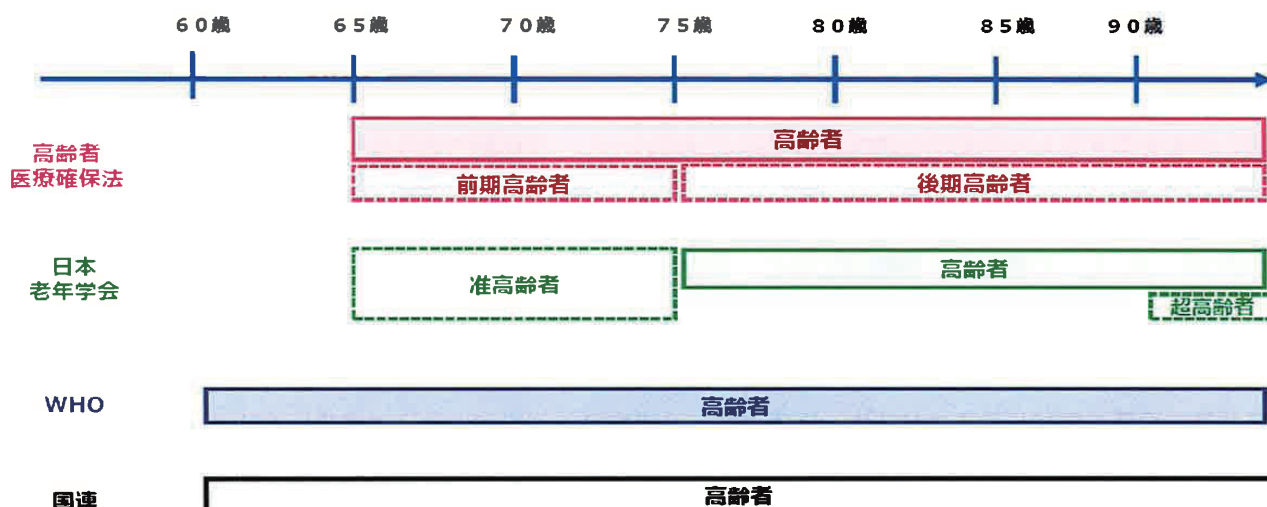 ６０歳 ６５歳 ７０歳 ７５歳 ８０歳 ８５歳 ９０歳
高齢者
医療確保法
高齢者
前期高齢者 後期高齢者
日本
老年学会
准高齢者
高齢者
超高齢者
WHO
高齢者
国連
高齢者